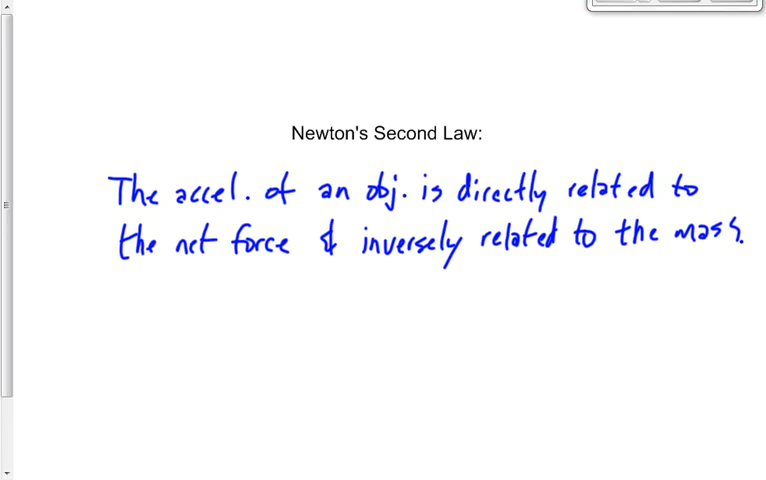 Newton's Second Law:
The accel. of an obj. is directly related to
the net force & inversely related to the mass.